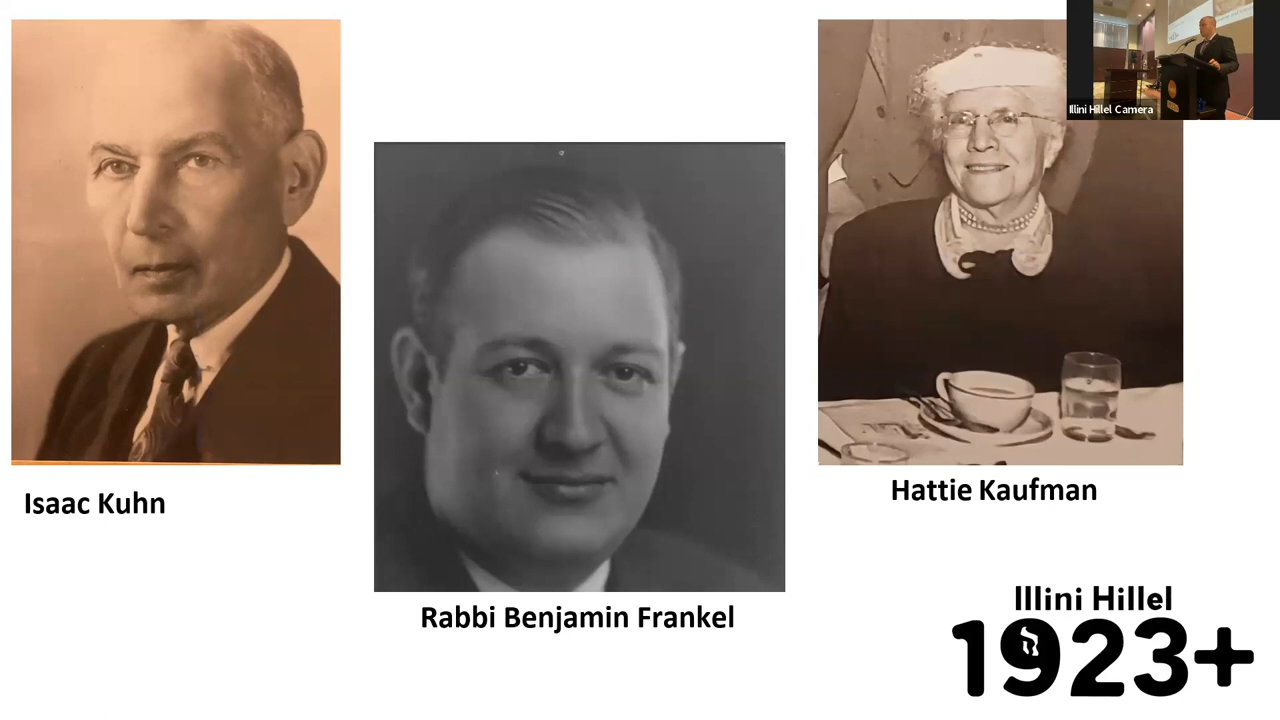 Illini Hillel Camera
Isaac Kuhn
Rabbi Benjamin Frankel
Hattie Kaufman
Illini Hillel
1923+